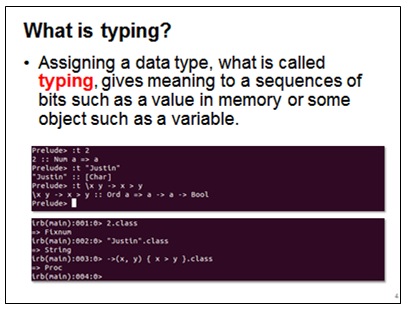 What is typing?
• Assigning a data type, what is called
typing, gives meaning to a sequences of
bits such as a value in memory or some
object such as a variable.
Prelude> :t 2
2 :: Num a => a
Prelude> :t "Justin"
"Justin" :: [Char]
Prelude> :t \x y -> x > y
\x y -> x > y :: Ord a => a -> a -> Bool
Prelude>
irb(main):001:0> 2.class
=> Fixnum
irb(main):002:0> "Justin".class
=> String
irb(main):003:0> ->(x, y) { x > y }.class
=> Proc
irb(main):004:0>
4